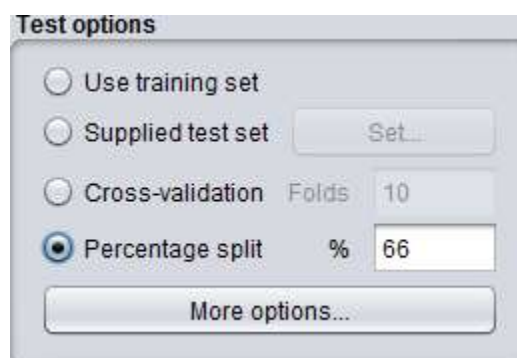 Test options
Use training set
Supplied test set Set...
Cross-validation Folds 10
Percentage split % 66
More options...